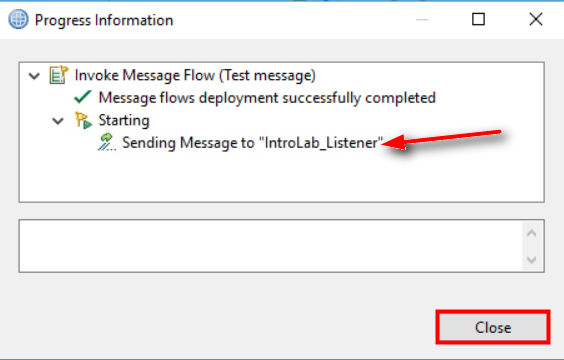 Progress Information
Invoke Message Flow (Test message)
Message flows deployment successfully completed
Starting
Sending Message to "IntroLab_Listener"
Close